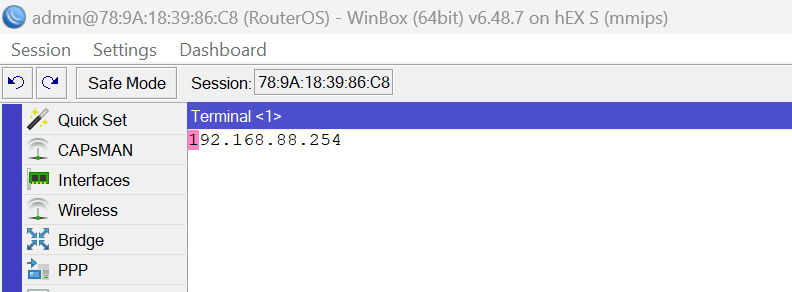 admin@78:9A:18:39:86:C8 (RouterOS) - WinBox (64bit) v6.48.7 on hEX S (mmips)
Session Settings Dashboard
Safe Mode Session: 78:9A:18:39:86:C8
Terminal <1>
192.168.88.254
Quick Set
CAPsMAN
Interfaces
Wireless
Bridge
PPP